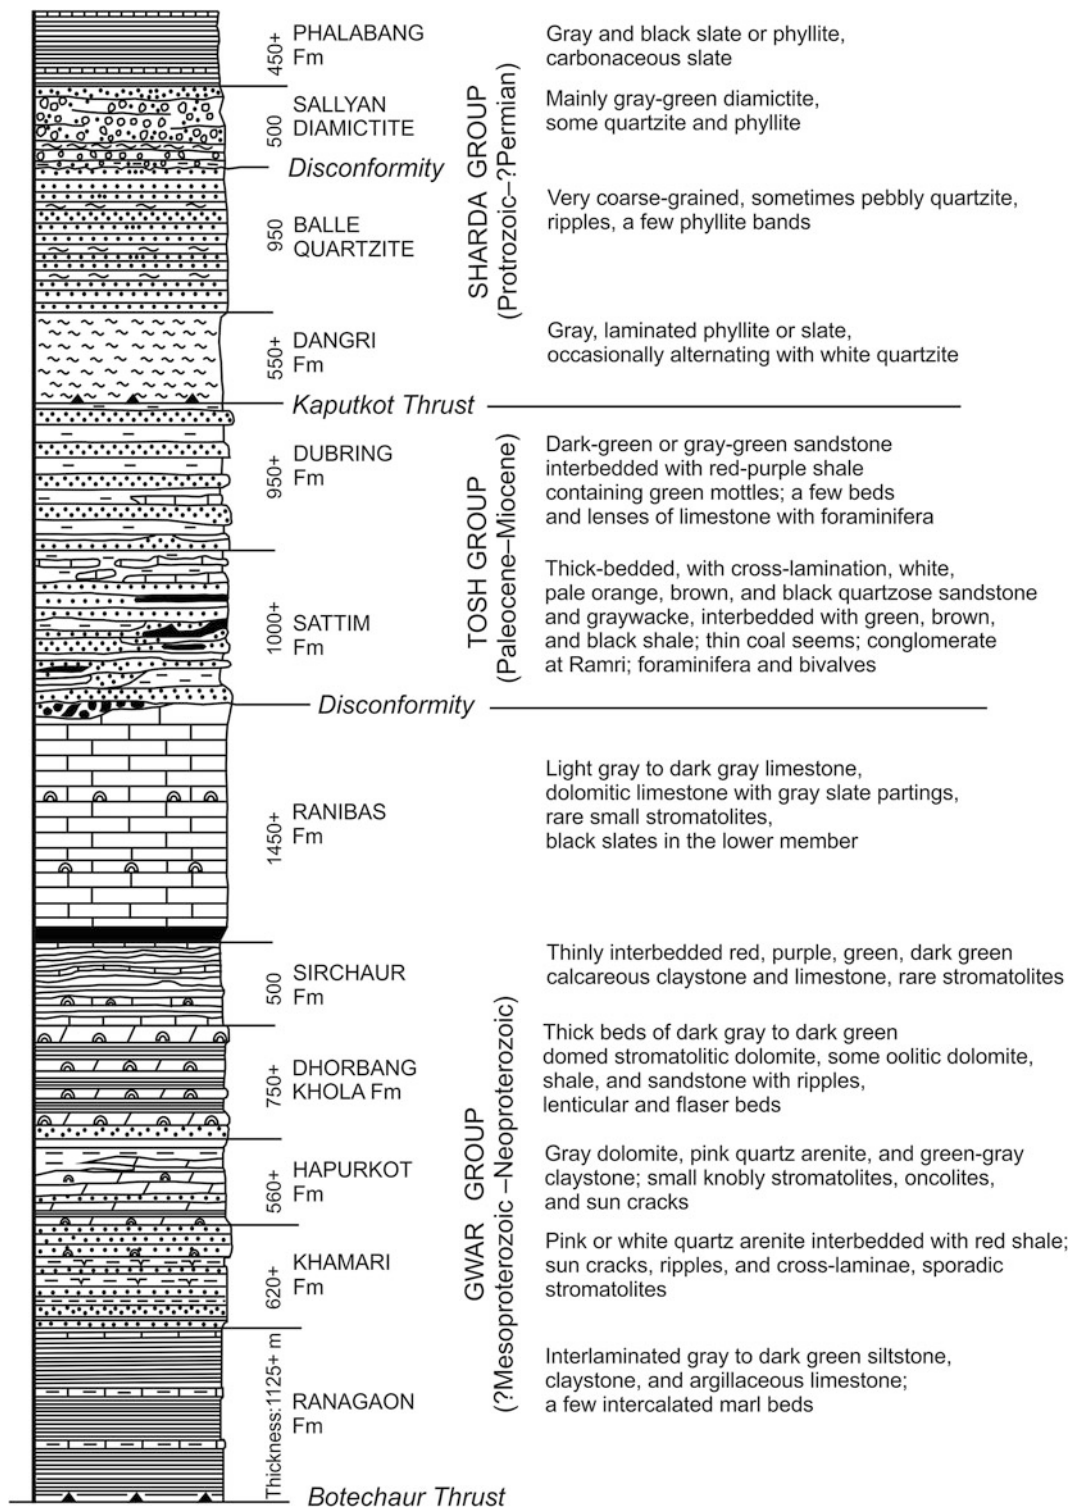 450+
PHALABANG
Fm
Gray and black slate or phyllite,
carbonaceous slate
500
SALLYAN
DIAMICTITE
Mainly gray-green diamictite,
some quartzite and phyllite
Disconformity
SHARDA GROUP
(Protrozoic–?Permian)
950
BALLE
QUARTZITE
Very coarse-grained, sometimes pebbly quartzite,
ripples, a few phyllite bands
550+
DANGRI
Fm
Gray, laminated phyllite or slate,
occasionally alternating with white quartzite
Kaputkot Thrust
950+
DUBRING
Fm
Dark-green or gray-green sandstone
interbedded with red-purple shale
containing green mottles; a few beds
and lenses of limestone with foraminifera
TOSH GROUP
(Paleocene–Miocene)
1000+
SATTIM
Fm
Thick-bedded, with cross-lamination, white,
pale orange, brown, and black quartzose sandstone
and graywacke, interbedded with green, brown,
and black shale; thin coal seems; conglomerate
at Ramri; foraminifera and bivalves
Disconformity
1450+
RANIBAS
Fm
Light gray to dark gray limestone,
dolomitic limestone with gray slate partings,
rare small stromatolites,
black slates in the lower member
500
SIRCHAUR
Fm
Thinly interbedded red, purple, green, dark green
calcareous claystone and limestone, rare stromatolites
750+
DHORBANG
KHOLA Fm
Thick beds of dark gray to dark green
domed stromatolitic dolomite, some oolitic dolomite,
shale, and sandstone with ripples,
lenticular and flaser beds
GWAR GROUP
(?Mesoproterozoic –Neoproterozoic)
560+
HAPURKOT
Fm
Gray dolomite, pink quartz arenite, and green-gray
claystone; small knobly stromatolites, oncolites,
and sun cracks
620+
KHAMARI
Fm
Pink or white quartz arenite interbedded with red shale;
sun cracks, ripples, and cross-laminae, sporadic
stromatolites
Thickness:1125+ m
RANAGAON
Fm
Interlaminated gray to dark green siltstone,
claystone, and argillaceous limestone;
a few intercalated marl beds
Botechaur Thrust